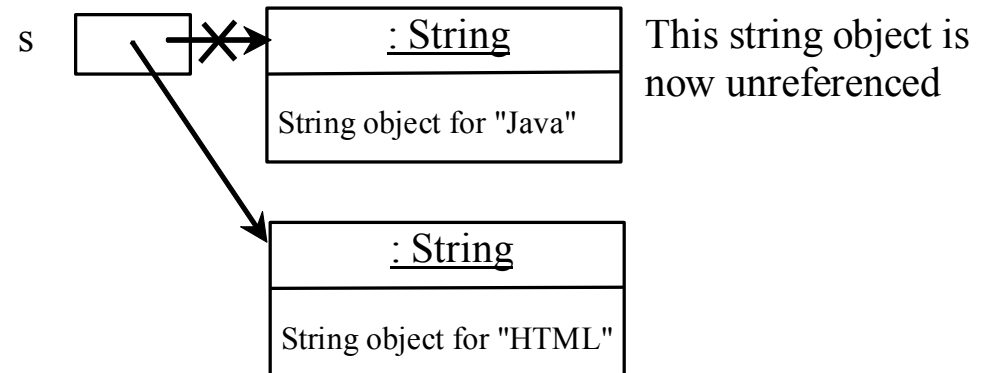 s
: String
This string object is
now unreferenced
String object for "Java"
: String
String object for "HTML"